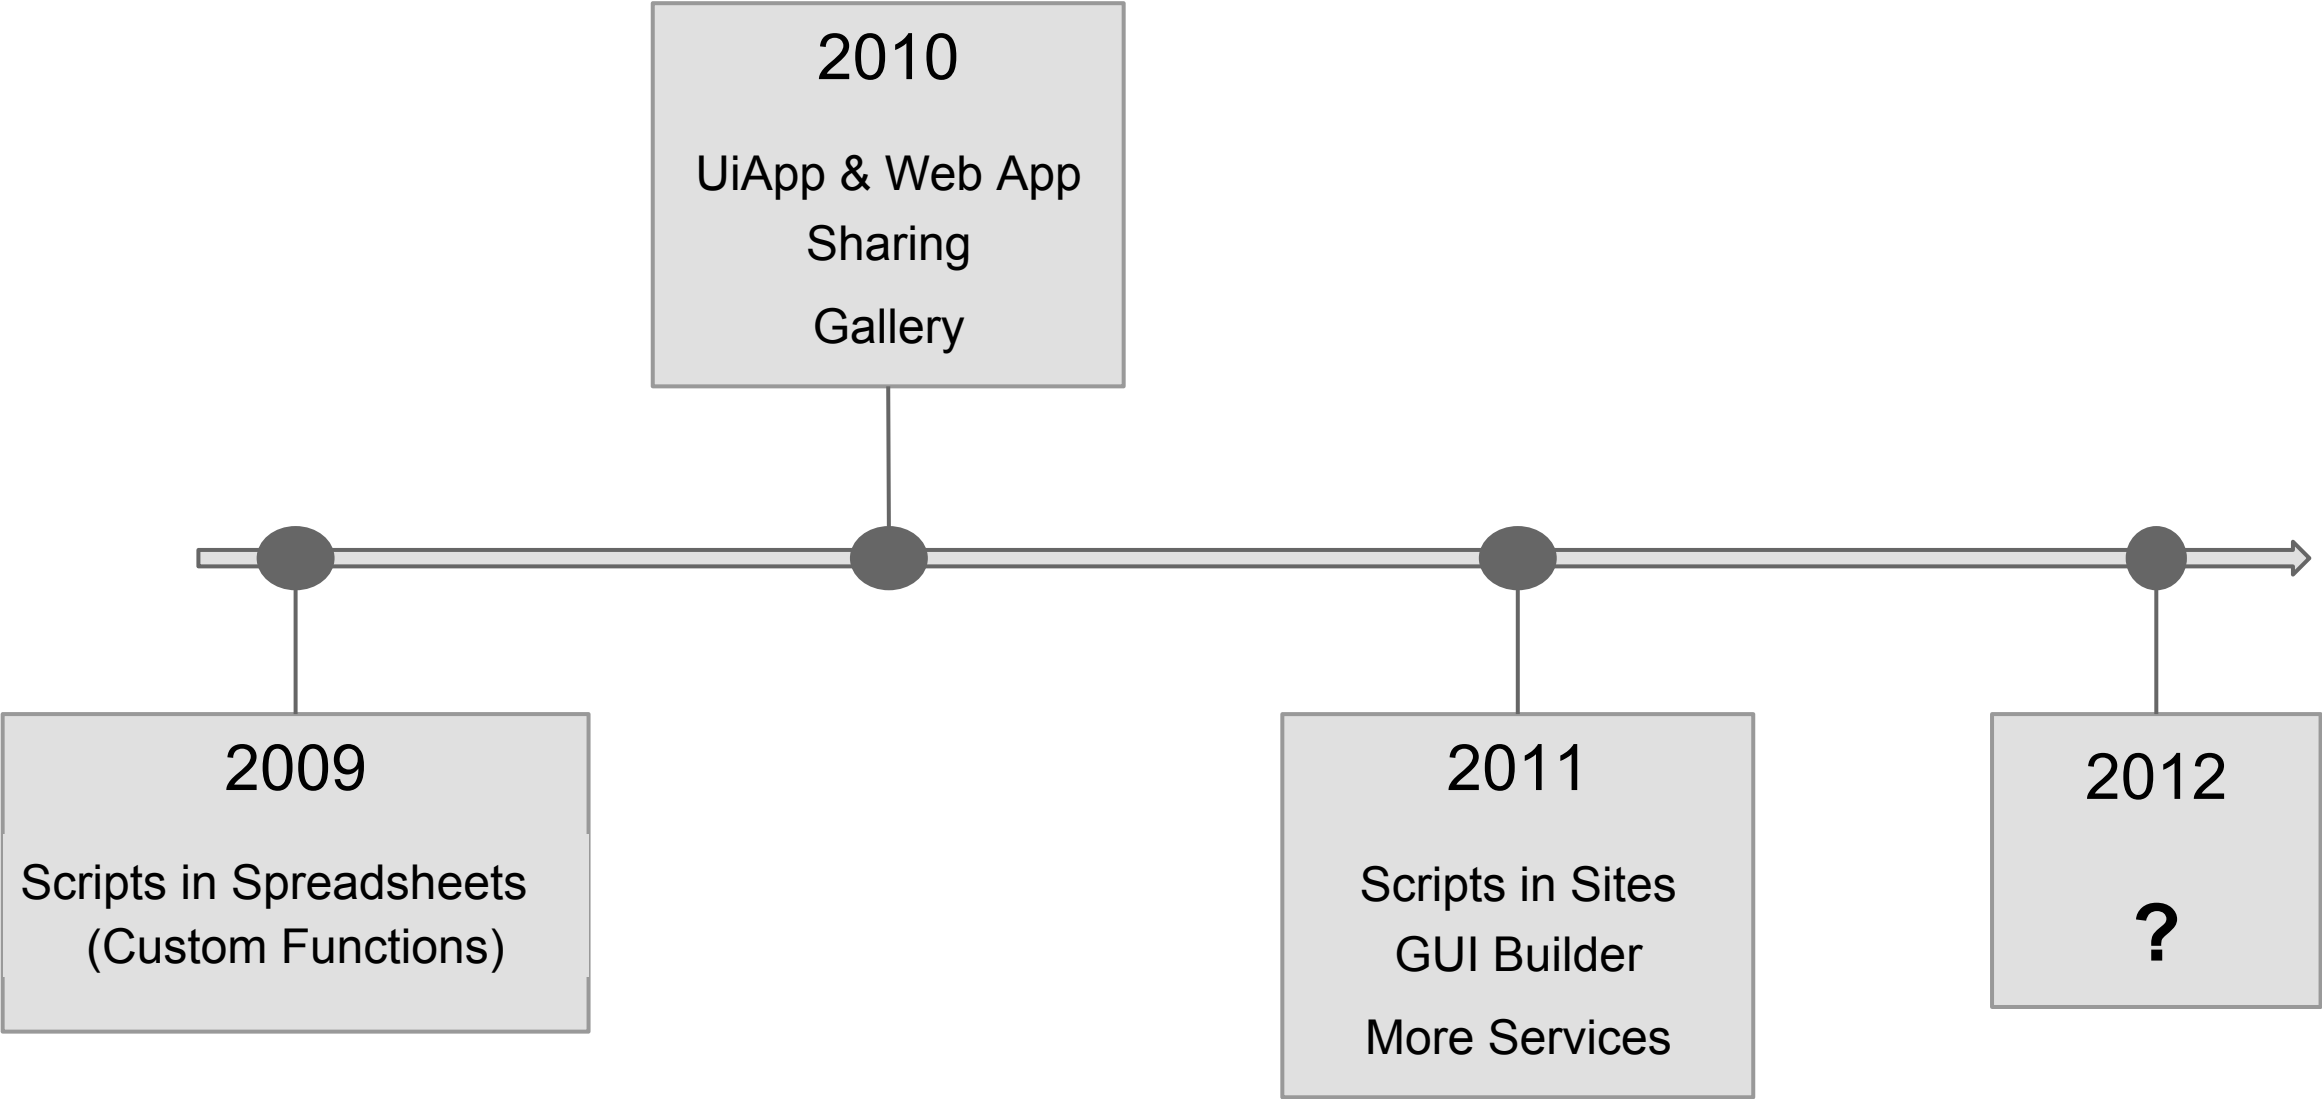 2010
UiApp & Web App
Sharing
Gallery
2009
Scripts in Spreadsheets
(Custom Functions)
2011
Scripts in Sites
GUI Builder
More Services
2012
?